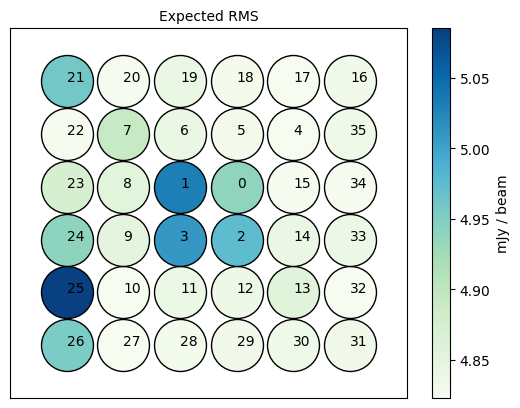 Expected RMS
21 20 19 18 17 16
22 7 6 5 4 35
23 8 1 0 15 34
24 9 3 2 14 33
25 10 11 12 13 32
26 27 28 29 30 31
5.05
5.00
4.95
4.90
4.85
mJy / beam